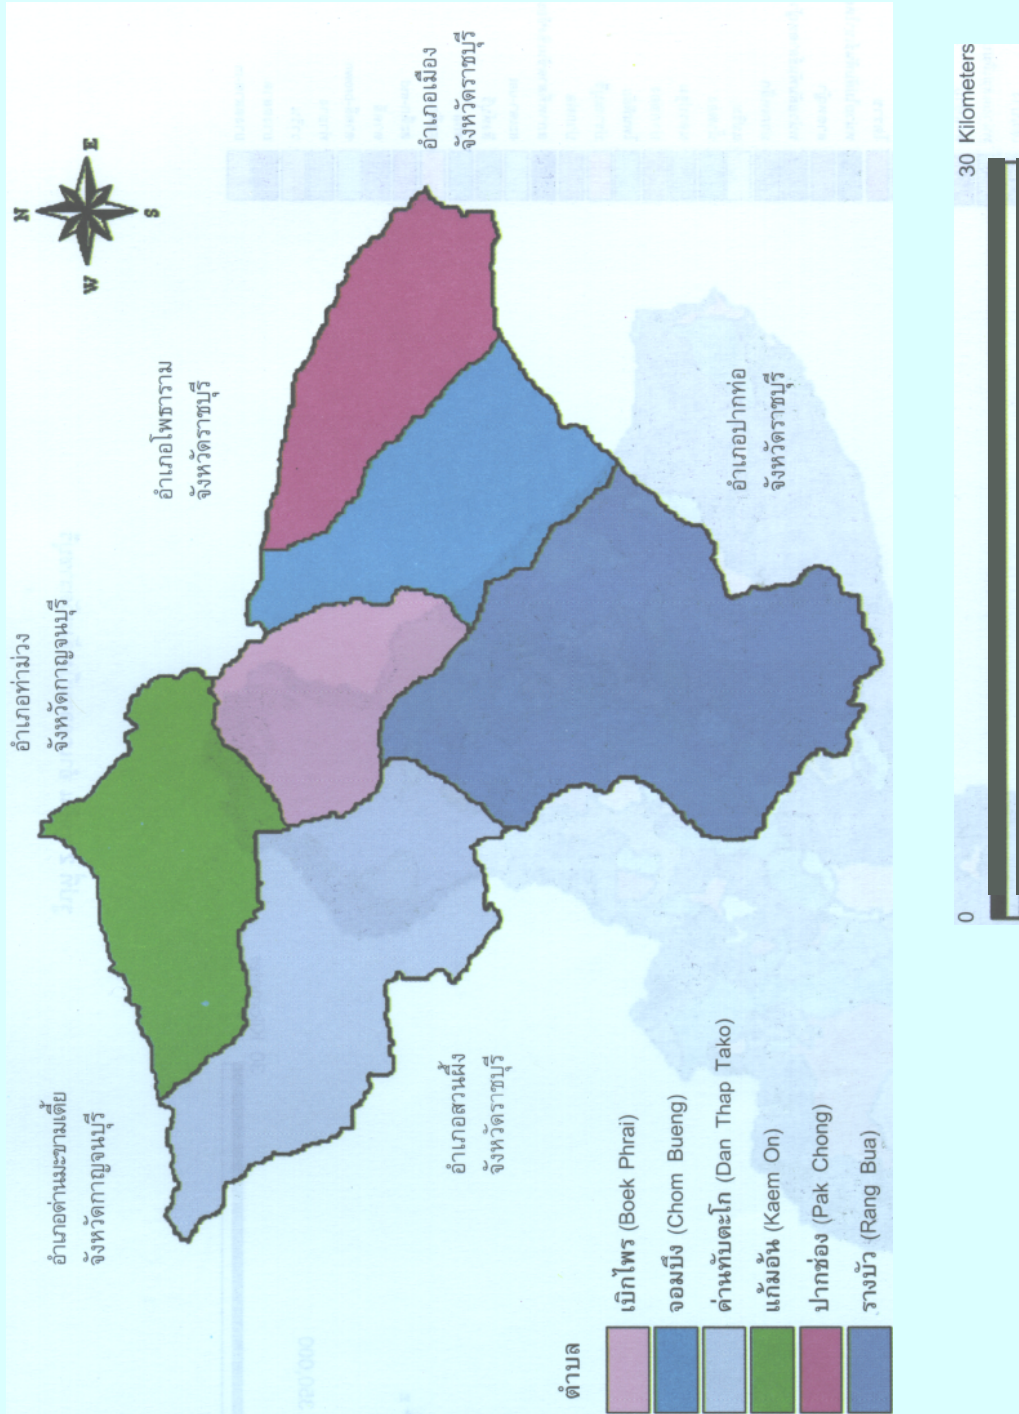 N
E
S
W
อำเภอเมือง
จังหวัดราชบุรี
อำเภอโพธาราม
จังหวัดราชบุรี
อำเภอปากท่อ
จังหวัดราชบุรี
อำเภอท่าม่วง
จังหวัดกาญจนบุรี
อำเภอด่านมะขามเตี้ย
จังหวัดกาญจนบุรี
อำเภอสวนผึ้ง
จังหวัดราชบุรี
ตำบล
เบิกไพร (Boek Phrai)
จอมบึง (Chom Bueng)
ด่านทับตะโก (Dan Thap Tako)
แก้มอ้น (Kaem On)
ปากช่อง (Pak Chong)
รางบัว (Rang Bua)
0 30 Kilometers